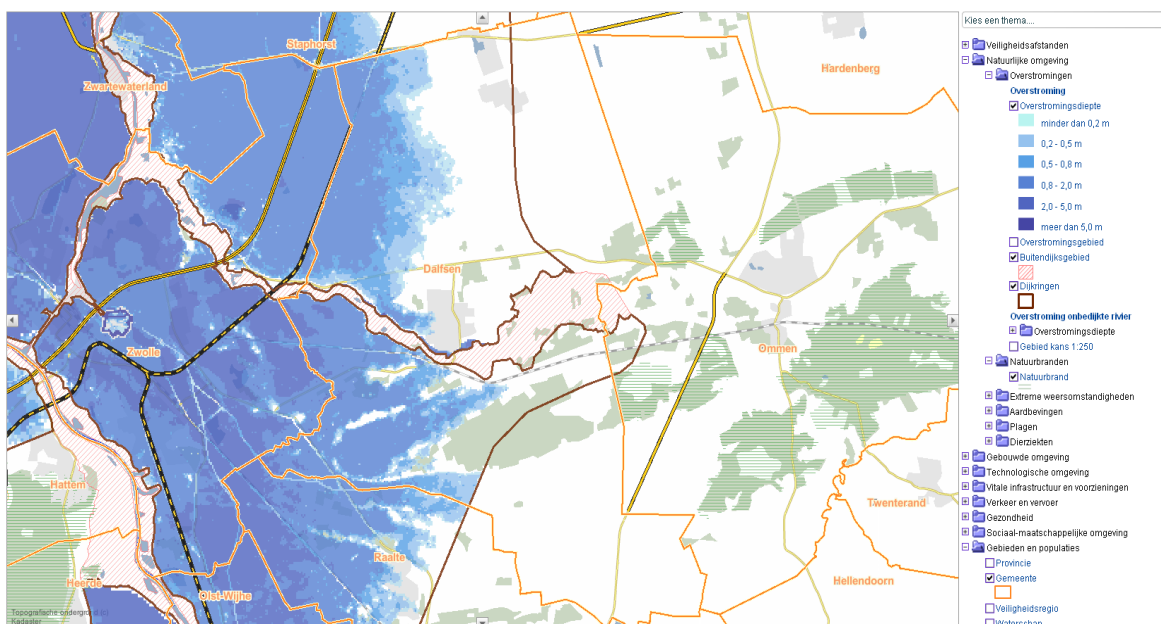 Staphorst
Zwartewaterland
Hardenberg
Dalfsen
Zwolle
Ommen
Hattem
Twenterand
Raalte
Heerde
Olst-Wijhe
Hellendoorn
Topografische ondergrond (c)
Kadaster
Kies een thema....
Veiligheidsafstanden
Natuurlijke omgeving
Overstromingen
Overstroming
Overstromingsdiepte
minder dan 0,2 m
0,2 - 0,5 m
0,5 - 0,8 m
0,8 - 2,0 m
2,0 - 5,0 m
meer dan 5,0 m
Overstromingsgebied
Buitendijksgebied
Dijkringen
Overstroming onbedijkte rivier
Overstromingsdiepte
Gebied kans 1:250
Natuurbranden
Natuurbrand
Extreme weersomstandigheden
Aardbevingen
Plagen
Dierziekten
Gebouwde omgeving
Technologische omgeving
Vitale infrastructuur en voorzieningen
Verkeer en vervoer
Gezondheid
Sociaal-maatschappelijke omgeving
Gebieden en populaties
Provincie
Gemeente
Veiligheidsregio
Waterschap